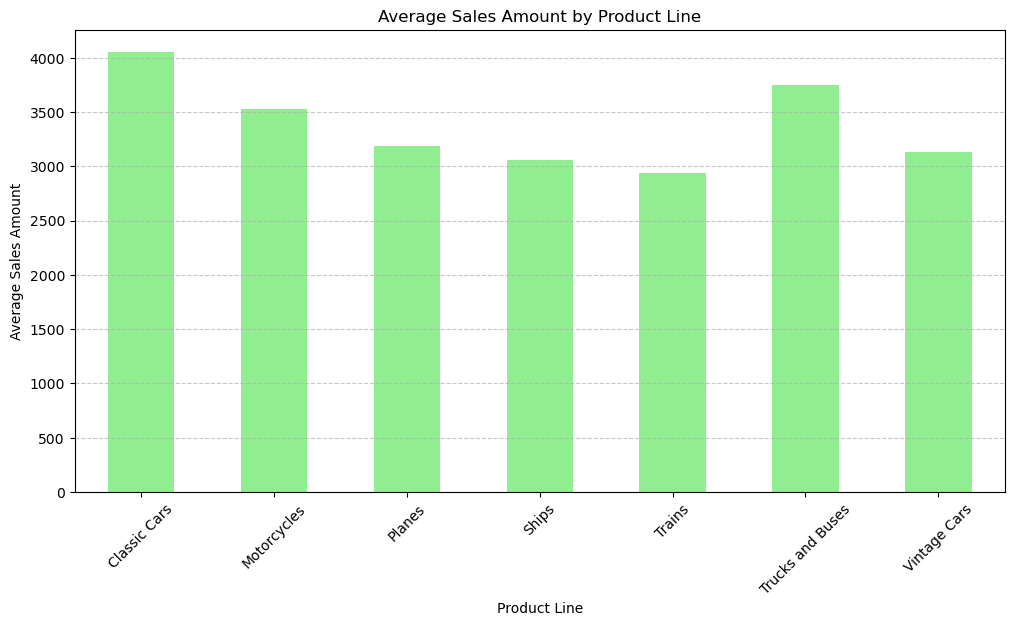 Average Sales Amount by Product Line
Average Sales Amount
4000
3500
3000
2500
2000
1500
1000
500
0
Classic Cars
Motorcycles
Planes
Ships
Trains
Trucks and Buses
Vintage Cars
Product Line